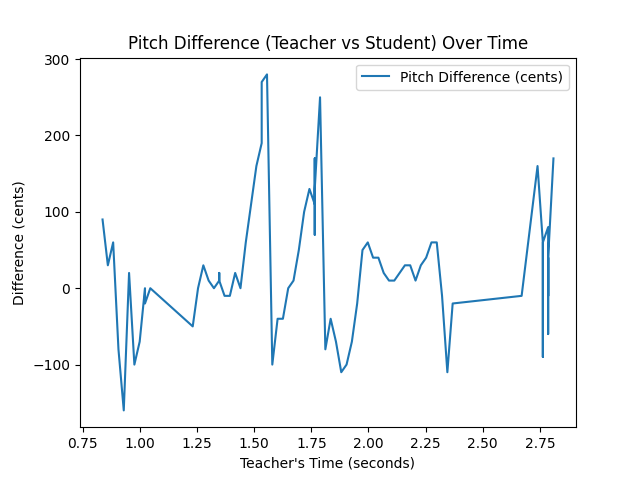 Pitch Difference (Teacher vs Student) Over Time
Pitch Difference (cents)
300
200
100
0
−100
Difference (cents)
0.75 1.00 1.25 1.50 1.75 2.00 2.25 2.50 2.75
Teacher's Time (seconds)